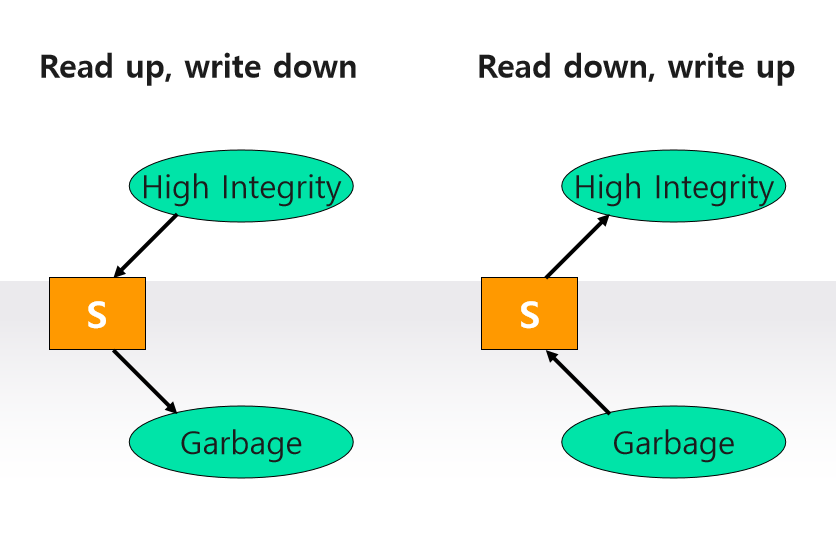 Read up, write down
Read down, write up
High Integrity
High Integrity
S
S
Garbage
Garbage